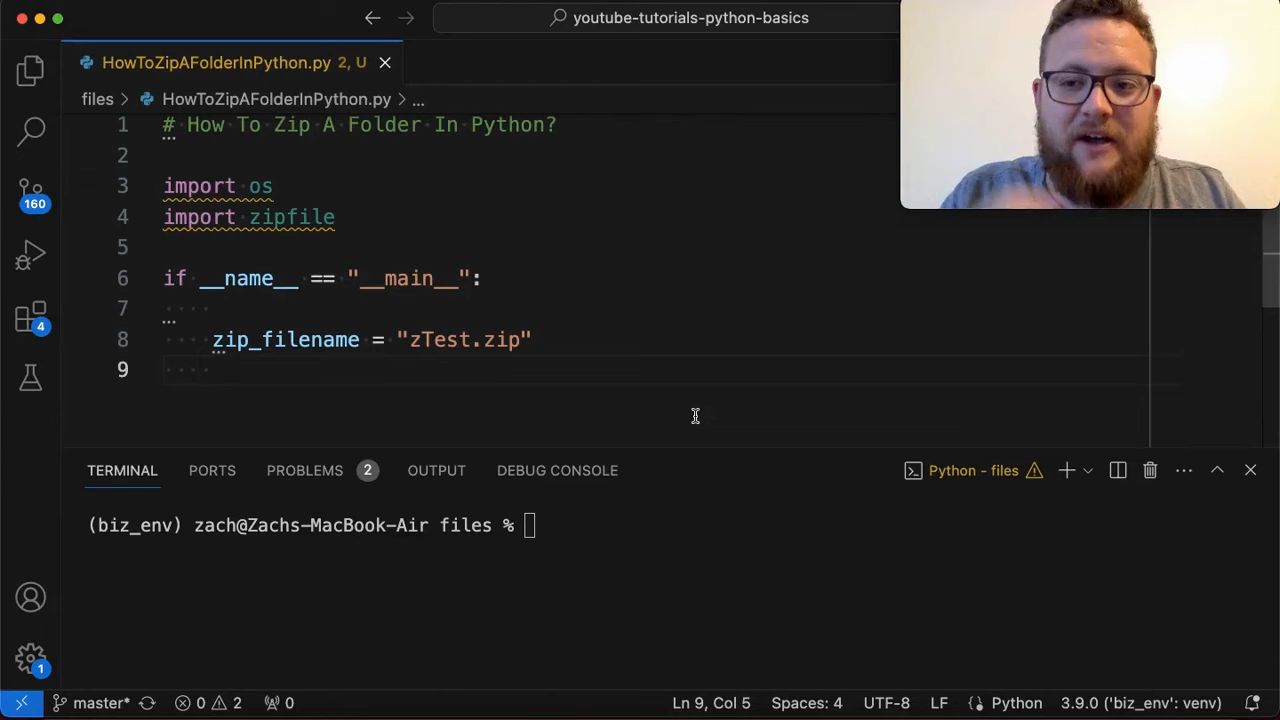 youtube-tutorials-python-basics
HowToZipAFolderInPython.py 2, U
files > HowToZipAFolderInPython.py > ...
1 # How To Zip A Folder In Python?
2
3 import os
4 import zipfile
5
6 if __name__ == "__main__":
7
8 zip_filename = "zTest.zip"
9
160
4
1
TERMINAL PORTS PROBLEMS 2 OUTPUT DEBUG CONSOLE Python - files
(biz_env) zach@Zachs-MacBook-Air files %
master* 0 2 0 Ln 9, Col 5 Spaces: 4 UTF-8 LF Python 3.9.0 ('biz_env': venv)